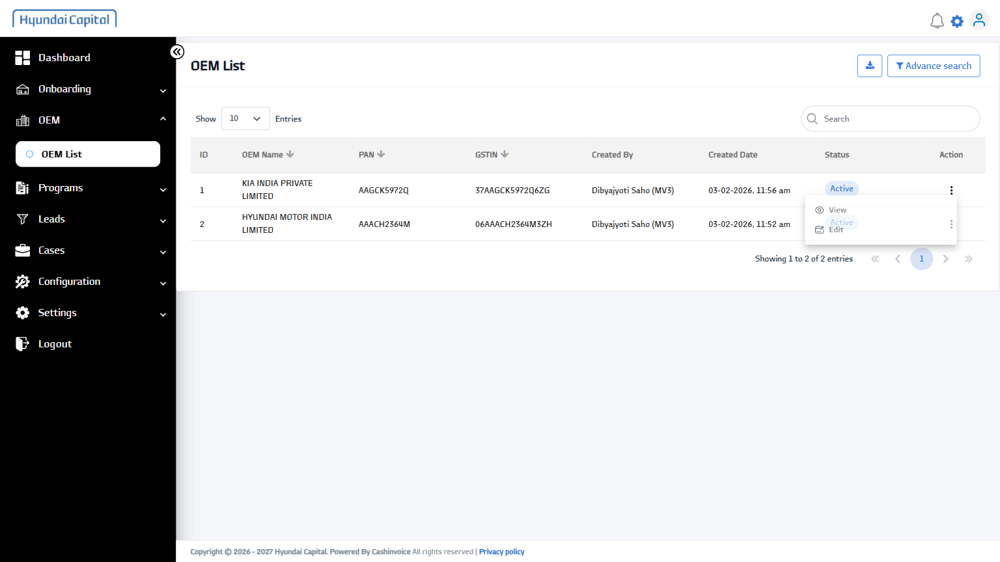 Hyundai Capital
Dashboard
Onboarding
OEM
OEM List
Programs
Leads
Cases
Configuration
Settings
Logout
OEM List
Advance search
Show 10 Entries
Search
ID OEM Name PAN GSTIN Created By Created Date Status Action
1 KIA INDIA PRIVATE LIMITED AAGCK5972Q 37AAGCK5972Q6ZG Dibyajyoti Saho (MV3) 03-02-2026, 11:56 am Active
View
Edit
2 HYUNDAI MOTOR INDIA LIMITED AAACH2364M 06AAACH2364M3ZH Dibyajyoti Saho (MV3) 03-02-2026, 11:52 am Active
Showing 1 to 2 of 2 entries 1
Copyright © 2026 - 2027 Hyundai Capital. Powered By Cashinvoice All rights reserved | Privacy policy